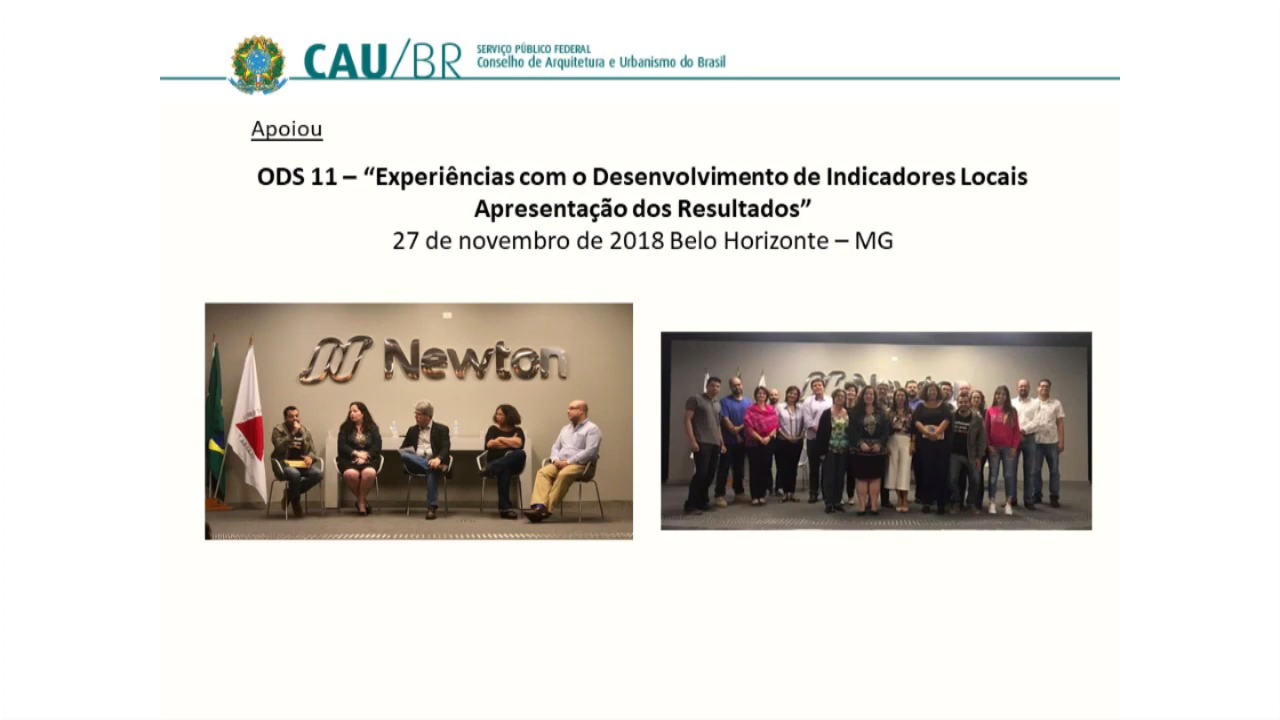 CAU/BR
SERVIÇO PÚBLICO FEDERAL
Conselho de Arquitetura e Urbanismo do Brasil
Apoiou
ODS 11 – “Experiências com o Desenvolvimento de Indicadores Locais
Apresentação dos Resultados”
27 de novembro de 2018 Belo Horizonte – MG
Newton
Newton